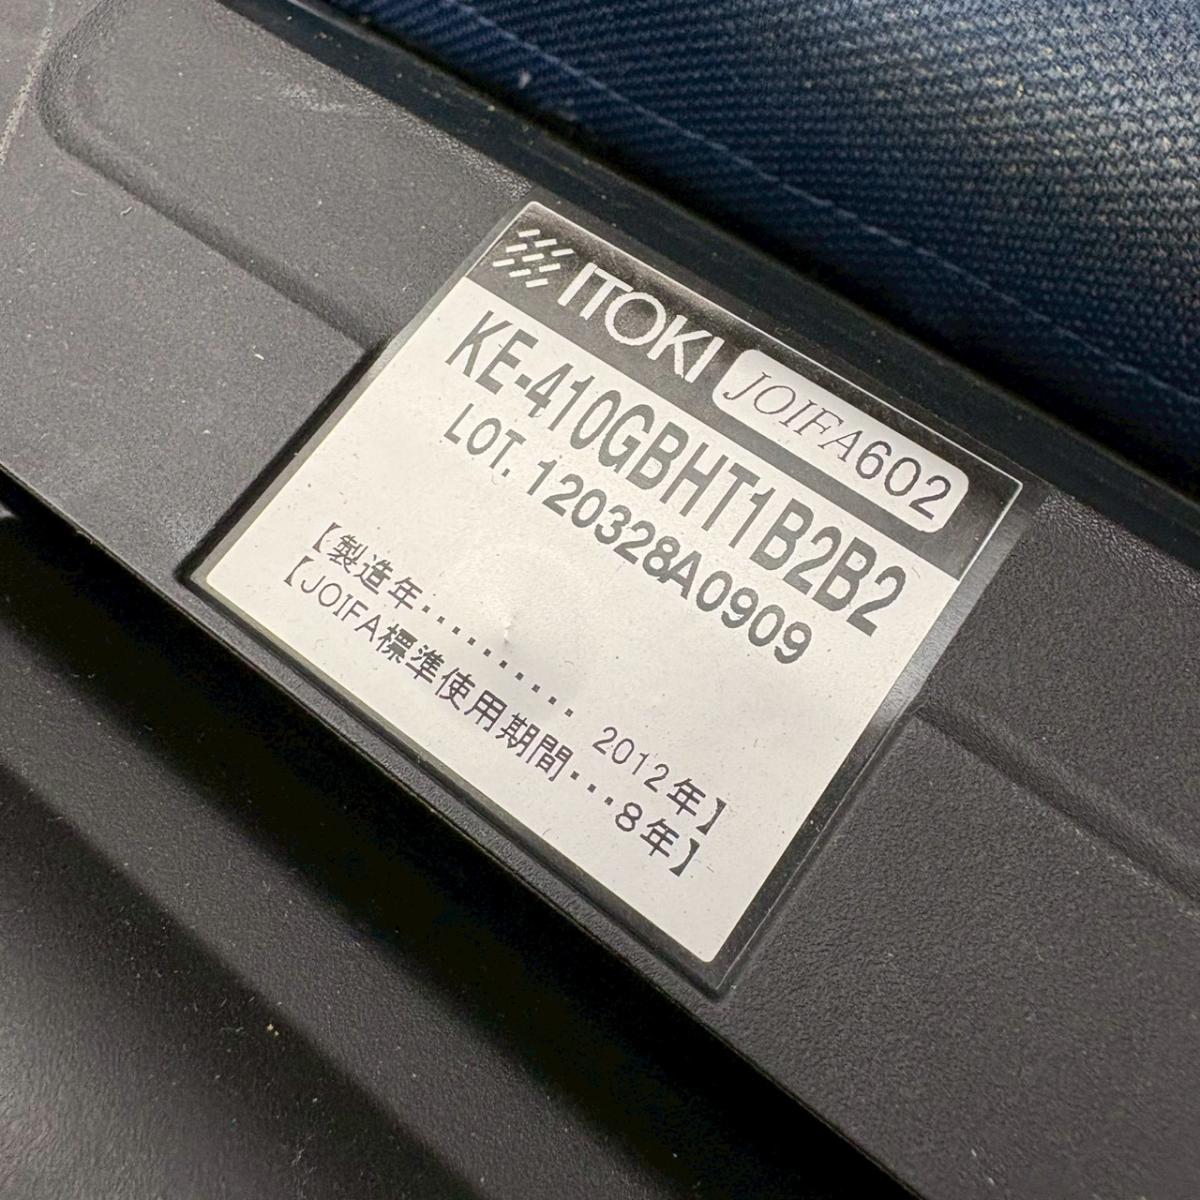 ITOKI JOIFA602
KE-410GBHT1B2B2
LOT. 120328A0909
【製造年‥‥‥‥‥ 2012年】
【JOIFA標準使用期間‥‥8年】